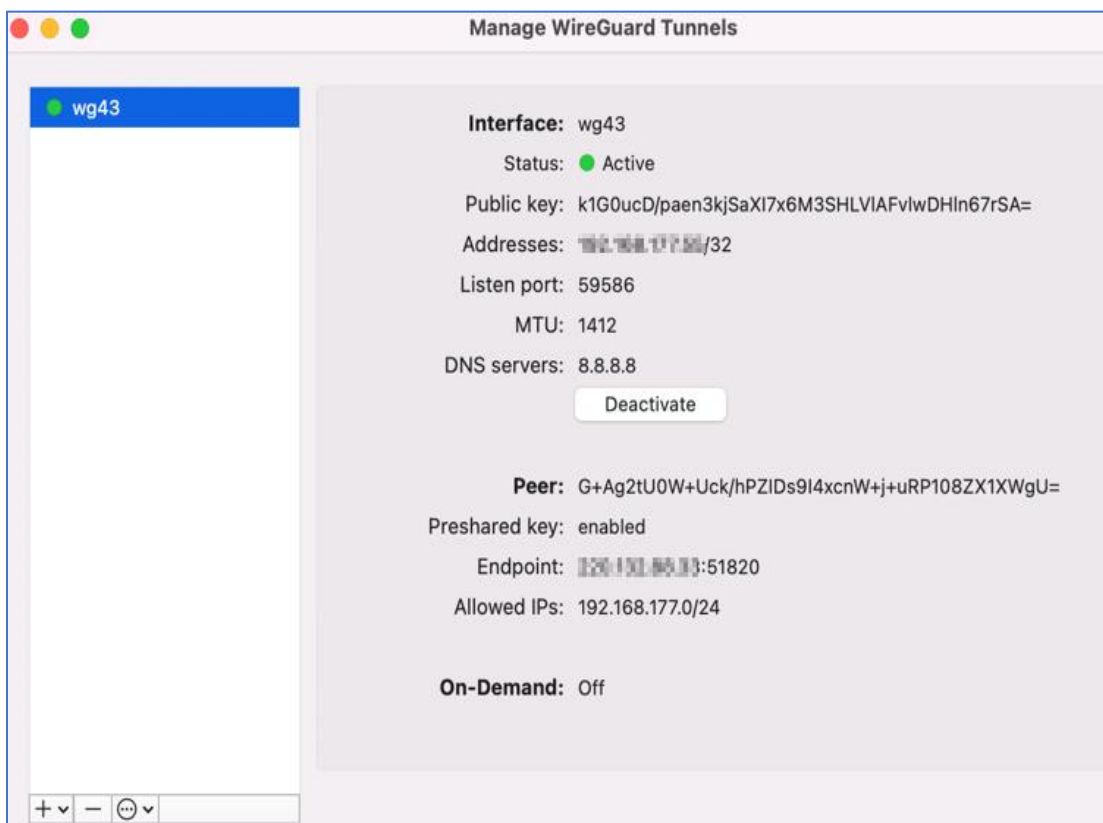 Manage WireGuard Tunnels
wg43
Interface: wg43
Status: Active
Public key: k1G0ucD/paen3kjSaXI7x6M3SHLVIAFvIwDHIn67rSA=
Addresses: /32
Listen port: 59586
MTU: 1412
DNS servers: 8.8.8.8
Deactivate
Peer: G+Ag2tU0W+Uck/hPZIDs9I4xcnW+j+uRP108ZX1XWgU=
Preshared key: enabled
Endpoint: :51820
Allowed IPs: 192.168.177.0/24
On-Demand: Off